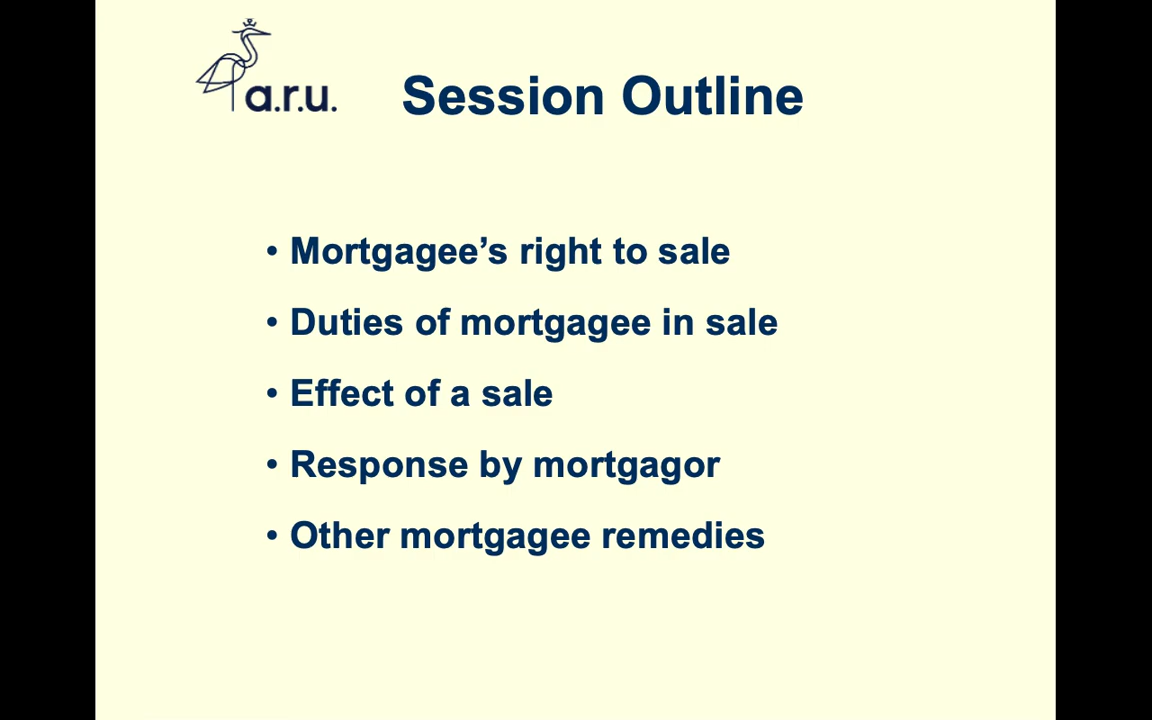 a.r.u.
Session Outline
• Mortgagee’s right to sale
• Duties of mortgagee in sale
• Effect of a sale
• Response by mortgagor
• Other mortgagee remedies